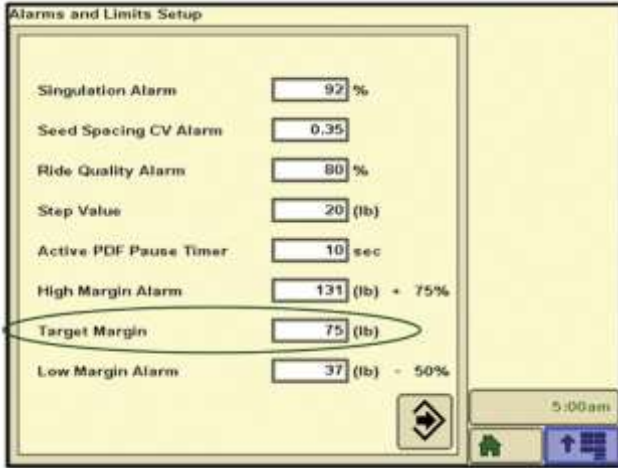 Alarms and Limits Setup
Singulation Alarm 92 %
Seed Spacing CV Alarm 0.35
Ride Quality Alarm 80 %
Step Value 20 (lb)
Active PDF Pause Timer 10 sec
High Margin Alarm 131 (lb) + 75%
Target Margin 75 (lb)
Low Margin Alarm 37 (lb) - 50%
5:00am